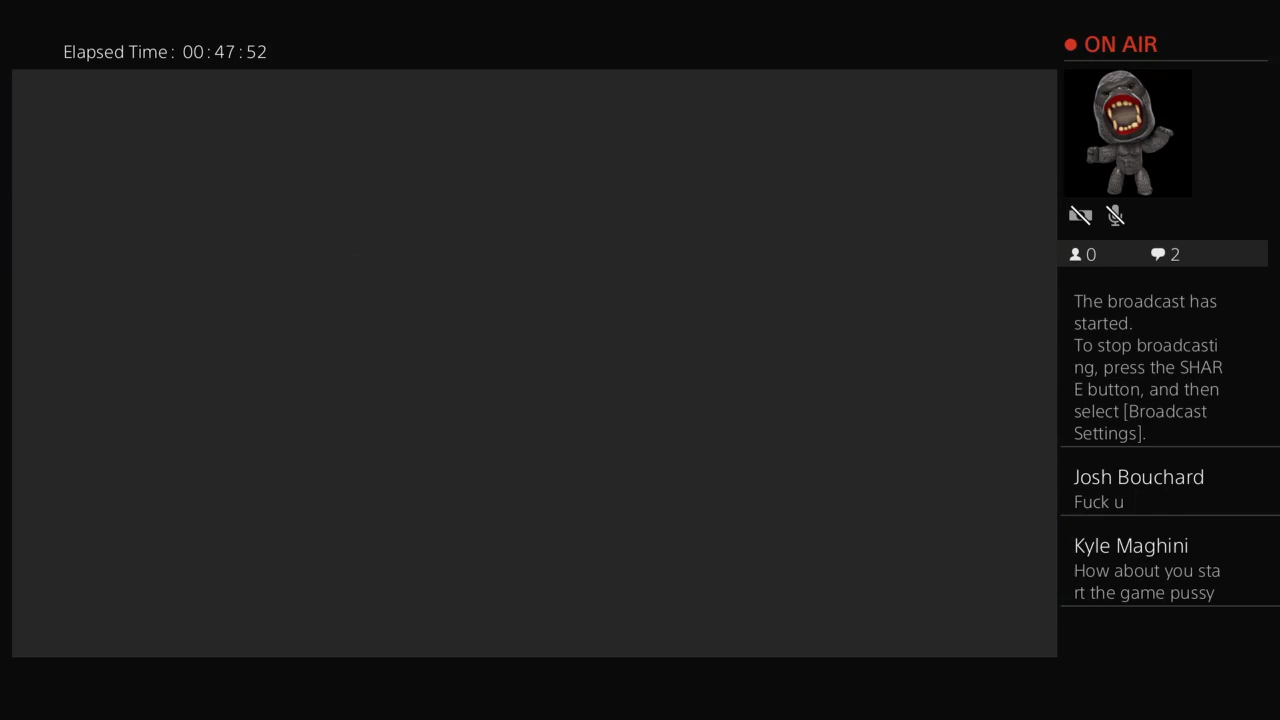 Elapsed Time: 00:47:52
ON AIR
0 2
The broadcast has
started.
To stop broadcasti
ng, press the SHAR
E button, and then
select [Broadcast
Settings].
Josh Bouchard
Fuck u
Kyle Maghini
How about you sta
rt the game pussy